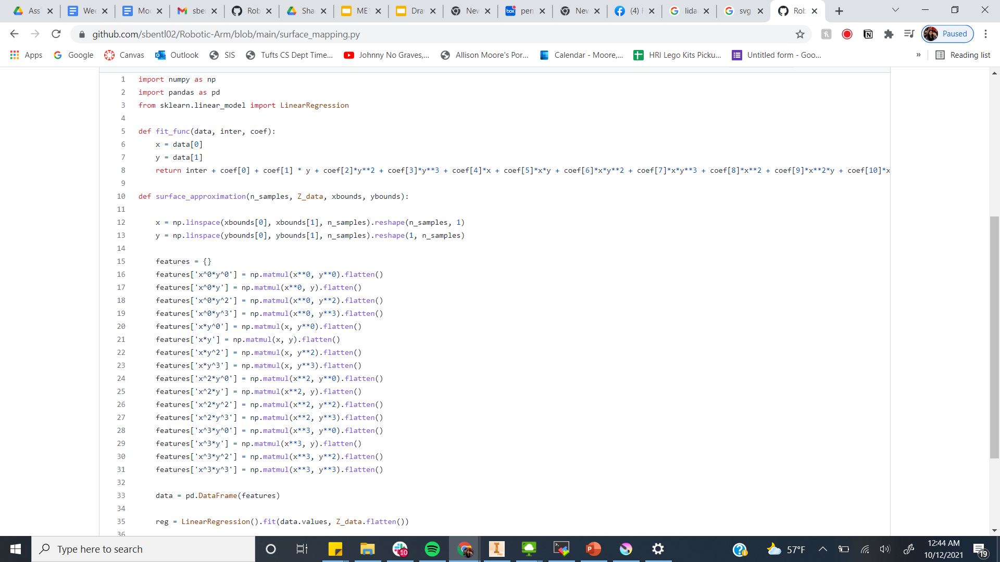 Ass
Wee
Mod
sbe
Rob
Sha
ME
Dra
New
pen
New
(4) F
lida
svg
Rob
github.com/sbentl02/Robotic-Arm/blob/main/surface_mapping.py
Paused
Apps
Google
Canvas
Outlook
SIS
Tufts CS Dept Time...
Johnny No Graves,...
Allison Moore's Por...
Calendar - Moore,...
HRI Lego Kits Picku...
Untitled form - Goo...
»
Reading list
1 import numpy as np
2 import pandas as pd
3 from sklearn.linear_model import LinearRegression
4
5 def fit_func(data, inter, coef):
6 x = data[0]
7 y = data[1]
8 return inter + coef[0] + coef[1] * y + coef[2]*y**2 + coef[3]*y**3 + coef[4]*x + coef[5]*x*y + coef[6]*x*y**2 + coef[7]*x*y**3 + coef[8]*x**2 + coef[9]*x**2*y + coef[10]*x
9
10 def surface_approximation(n_samples, Z_data, xbounds, ybounds):
11
12 x = np.linspace(xbounds[0], xbounds[1], n_samples).reshape(n_samples, 1)
13 y = np.linspace(ybounds[0], ybounds[1], n_samples).reshape(1, n_samples)
14
15 features = {}
16 features['x^0*y^0'] = np.matmul(x**0, y**0).flatten()
17 features['x^0*y'] = np.matmul(x**0, y).flatten()
18 features['x^0*y^2'] = np.matmul(x**0, y**2).flatten()
19 features['x^0*y^3'] = np.matmul(x**0, y**3).flatten()
20 features['x*y^0'] = np.matmul(x, y**0).flatten()
21 features['x*y'] = np.matmul(x, y).flatten()
22 features['x*y^2'] = np.matmul(x, y**2).flatten()
23 features['x*y^3'] = np.matmul(x, y**3).flatten()
24 features['x^2*y^0'] = np.matmul(x**2, y**0).flatten()
25 features['x^2*y'] = np.matmul(x**2, y).flatten()
26 features['x^2*y^2'] = np.matmul(x**2, y**2).flatten()
27 features['x^2*y^3'] = np.matmul(x**2, y**3).flatten()
28 features['x^3*y^0'] = np.matmul(x**3, y**0).flatten()
29 features['x^3*y'] = np.matmul(x**3, y).flatten()
30 features['x^3*y^2'] = np.matmul(x**3, y**2).flatten()
31 features['x^3*y^3'] = np.matmul(x**3, y**3).flatten()
32
33 data = pd.DataFrame(features)
34
35 reg = LinearRegression().fit(data.values, Z_data.flatten())
36
Type here to search
10
57°F
12:44 AM
10/12/2021
19